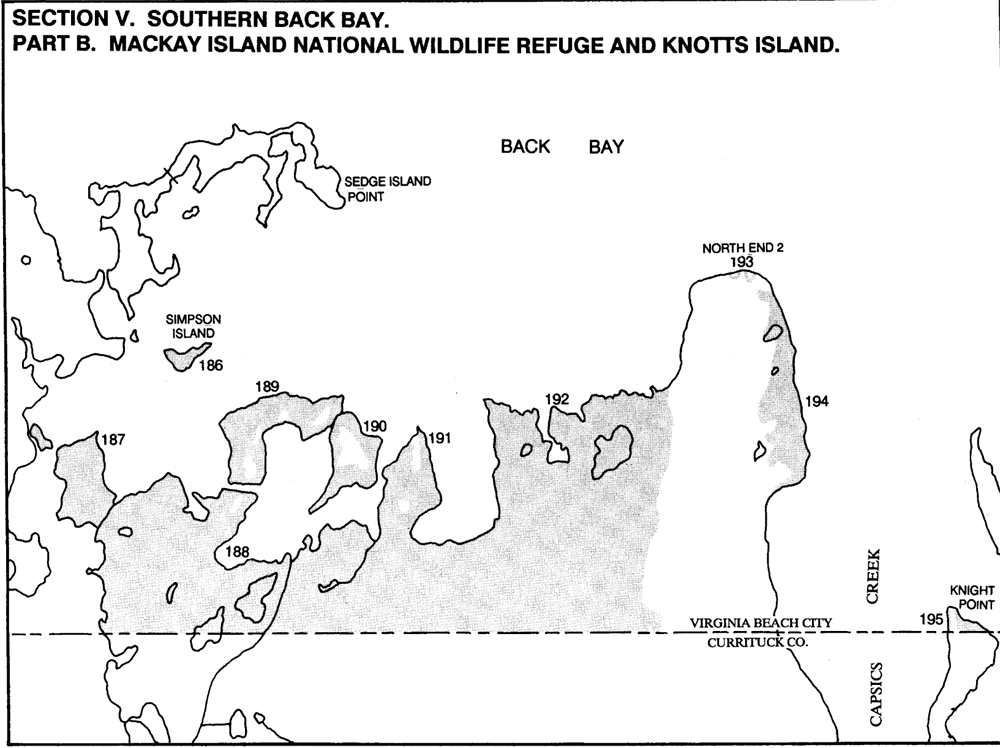 SECTION V. SOUTHERN BACK BAY.
PART B. MACKAY ISLAND NATIONAL WILDLIFE REFUGE AND KNOTTS ISLAND.
BACK BAY
SEDGE ISLAND
POINT
NORTH END 2
193
SIMPSON
ISLAND
186
189
192
194
190
187
191
188
CREEK
KNIGHT
POINT
195
VIRGINIA BEACH CITY
CURRITUCK CO.
CAPSICS